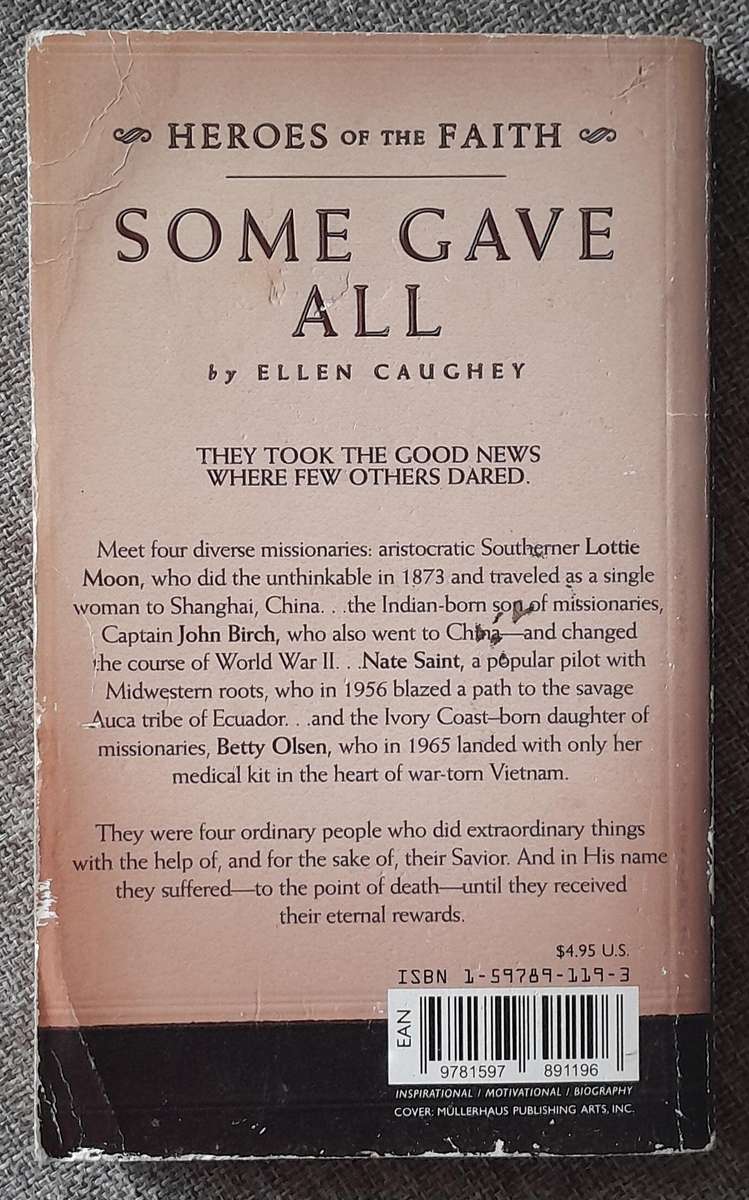 HEROES OF THE FAITH
SOME GAVE
ALL
by ELLEN CAUGHEY
THEY TOOK THE GOOD NEWS
WHERE FEW OTHERS DARED.
Meet four diverse missionaries: aristocratic Southerner Lottie
Moon, who did the unthinkable in 1873 and traveled as a single
woman to Shanghai, China. . .the Indian-born son of missionaries,
Captain John Birch, who also went to China—and changed
the course of World War II. . .Nate Saint, a popular pilot with
Midwestern roots, who in 1956 blazed a path to the savage
Auca tribe of Ecuador. . .and the Ivory Coast–born daughter of
missionaries, Betty Olsen, who in 1965 landed with only her
medical kit in the heart of war-torn Vietnam.
They were four ordinary people who did extraordinary things
with the help of, and for the sake of, their Savior. And in His name
they suffered—to the point of death—until they received
their eternal rewards.
$4.95 U.S.
ISBN 1-59789-119-3
EAN
9781597 891196
INSPIRATIONAL / MOTIVATIONAL / BIOGRAPHY
COVER: MÜLLERHAUS PUBLISHING ARTS, INC.